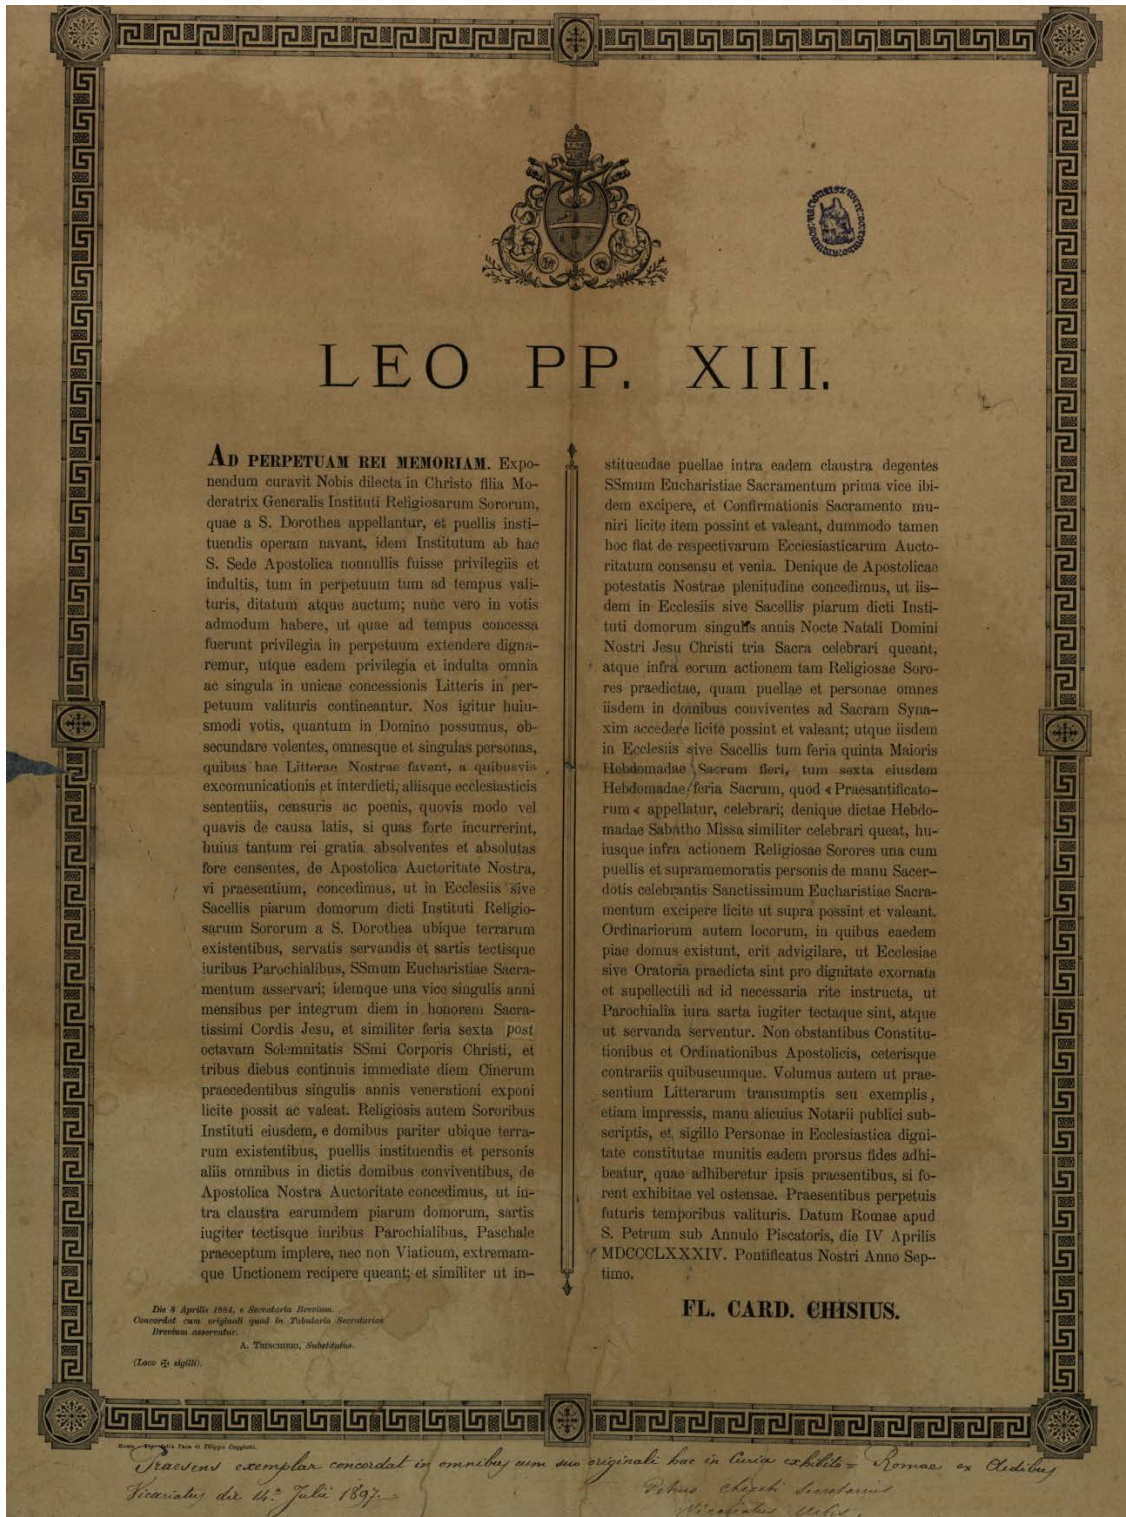 LEO PP. XIII.
AD PERPETUAM REI MEMORIAM. Expo-
nendum curavit Nobis dilecta in Christo filia Mo-
deratrix Generalis Instituti Religiosarum Sororum,
quae a S. Dorothea appellantur, et puellis insti-
tuendis operam navant, idem Institutum ab hac
S. Sede Apostolica nonnullis fuisse privilegiis et
indultis, tum in perpetuum tum ad tempus vali-
turis, ditatum atque auctum; nunc vero in votis
admodum habere, ut quae ad tempus concessa
fuerunt privilegia in perpetuum extendere digna-
remur, utque eadem privilegia et indulta omnia
ac singula in unicae concessionis Litteris in per-
petuum valituris contineantur. Nos igitur huius-
modi votis, quantum in Domino possumus, ob-
secundare volentes, omnesque et singulas personas,
quibus hae Litterae Nostrae favent, a quibusvis
excomunicationis et interdicti, aliisque ecclesiasticis
sententiis, censuris ac poenis, quovis modo vel
quavis de causa latis, si quas forte incurrerint,
huius tantum rei gratia absolventes et absolutas
fore censentes, de Apostolica Auctoritate Nostra,
vi praesentium, concedimus, ut in Ecclesiis sive
Sacellis piarum domorum dicti Instituti Religio-
sarum Sororum a S. Dorothea ubique terrarum
existentibus, servatis servandis et sartis tectisque
iuribus Parochialibus, SSmum Eucharistiae Sacra-
mentum asservari; idemque una vice singulis anni
mensibus per integrum diem in honorem Sacra-
tissimi Cordis Jesu, et similiter feria sexta post
octavam Solemnitatis SSmi Corporis Christi, et
tribus diebus continuis immediate diem Cinerum
praecedentibus singulis annis venerationi exponi
licite possit ac valeat. Religiosis autem Sororibus
Instituti eiusdem, e domibus pariter ubique terra-
rum existentibus, puellis instituendis et personis
aliis omnibus in dictis domibus conviventibus, de
Apostolica Nostra Auctoritate concedimus, ut in-
tra claustra earumdem piarum domorum, sartis
iugiter tectisque iuribus Parochialibus, Paschale
praeceptum implere, nec non Viaticum, extremam-
que Unctionem recipere queant; et similiter ut in-
stituendae puellae intra eadem claustra degentes
SSmum Eucharistiae Sacramentum prima vice ibi-
dem excipere, et Confirmationis Sacramento mu-
niri licite item possint et valeant, dummodo tamen
hoc fiat de respectivarum Ecclesiasticarum Aucto-
ritatum consensu et venia. Denique de Apostolicae
potestatis Nostrae plenitudine concedimus, ut iis-
dem in Ecclesiis sive Sacellis piarum dicti Insti-
tuti domorum singulis annis Nocte Natali Domini
Nostri Jesu Christi tria Sacra celebrari queant,
atque infra eorum actionem tam Religiosae Soro-
res praedictae, quam puellae et personae omnes
iisdem in domibus conviventes ad Sacram Syna-
xim accedere licite possint et valeant; utque iisdem
in Ecclesiis sive Sacellis tum feria quinta Maioris
Hebdomadae Sacrum fieri, tum sexta eiusdem
Hebdomadae feria Sacrum, quod « Praesantificato-
rum « appellatur, celebrari; denique dictae Hebdo-
madae Sabatho Missa similiter celebrari queat, hu-
iusque infra actionem Religiosae Sorores una cum
puellis et supramemoratis personis de manu Sacer-
dotis celebrantis Sanctissimum Eucharistiae Sacra-
mentum excipere licite ut supra possint et valeant.
Ordinariorum autem locorum, in quibus eaedem
piae domus existunt, erit advigilare, ut Ecclesiae
sive Oratoria praedicta sint pro dignitate exornata
et supellectili ad id necessaria rite instructa, ut
Parochialia iura sarta iugiter tectaque sint, atque
ut servanda serventur. Non obstantibus Constitu-
tionibus et Ordinationibus Apostolicis, ceterisque
contrariis quibuscumque. Volumus autem ut prae-
sentium Litterarum transumptis seu exemplis,
etiam impressis, manu alicuius Notarii publici sub-
scriptis, et sigillo Personae in Ecclesiastica digni-
tate constitutae munitis eadem prorsus fides adhi-
beatur, quae adhiberetur ipsis praesentibus, si fo-
rent exhibitae vel ostensae. Praesentibus perpetuis
futuris temporibus valituris. Datum Romae apud
S. Petrum sub Annulo Piscatoris, die IV Aprilis
MDCCCLXXXIV. Pontificatus Nostri Anno Sep-
timo.
FL. CARD. CHISIUS.
Die 8 Aprilis 1884, e Secretaria Brevium.
Concordat cum originali quod in Tabulario Secretariae
Brevium asservatur.
A. TRINCHIERI, Substitutus.
(Loco ✠ sigilli).
Roma - Tip. della Pace di Filippo Cuggiani.
Praesens exemplar concordat in omnibus cum suo originali hac in Curia exhibito = Romae ex Aedibus
Vicariatus die 14ª Julii 1897.
Petrus Checchi Secretarius
Vicariatus Urbis.